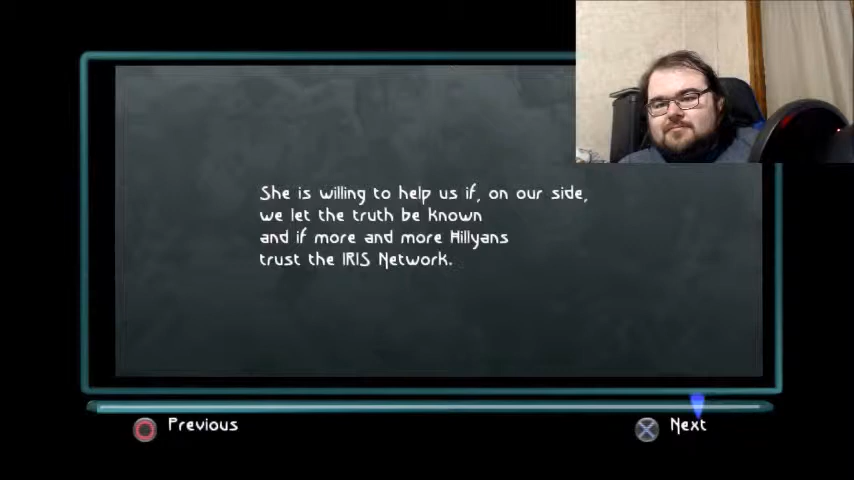 She is willing to help us if, on our side,
we let the truth be known
and if more and more Hillyans
trust the IRIS Network.
Previous
Next